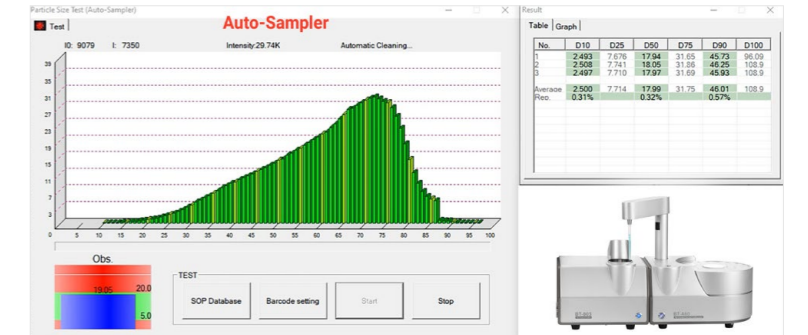 Particle Size Test (Auto-Sampler)
Test
Auto-Sampler
I0: 9079 I: 7350 Intensity:29.74K Automatic Cleaning...
39
35
31
27
23
19
15
11
7
3
0 5 10 15 20 25 30 35 40 45 50 55 60 65 70 75 80 85 90 95 100
Obs.
19.05
20.0
5.0
TEST
SOP Database Barcode setting Start Stop
Result
Table Graph
No. D10 D25 D50 D75 D90 D100
1 2.493 7.676 17.94 31.65 45.73 96.09
2 2.508 7.741 18.05 31.86 46.25 108.9
3 2.497 7.710 17.97 31.69 45.93 108.9
Average 2.500 7.714 17.99 31.75 46.01 108.9
Rep. 0.31% 0.32% 0.57%